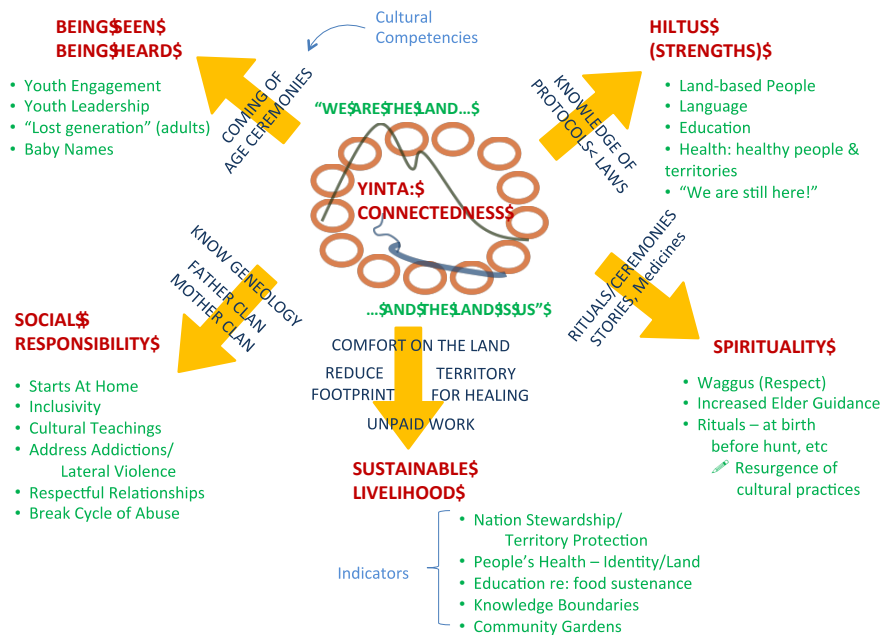 BEING$SEEN$
BEING$HEARD$
• Youth Engagement
• Youth Leadership
• “Lost generation” (adults)
• Baby Names
Cultural
Competencies
COMING OF
AGE CEREMONIES
“WE$ARE$THE$LAND…$
YINTA:$
CONNECTEDNESS$
…$AND$THE$LAND$IS$US”$
KNOWLEDGE OF
PROTOCOLS< LAWS
HILTUS$
(STRENGTHS)$
• Land-based People
• Language
• Education
• Health: healthy people &
territories
• “We are still here!”
KNOW GENEOLOGY
FATHER CLAN
MOTHER CLAN
SOCIAL$$
RESPONSIBILITY$
• Starts At Home
• Inclusivity
• Cultural Teachings
• Address Addictions/
Lateral Violence
• Respectful Relationships
• Break Cycle of Abuse
COMFORT ON THE LAND
REDUCE
FOOTPRINT
TERRITORY
FOR HEALING
UNPAID WORK
SUSTAINABLE$
LIVELIHOOD$
Indicators
• Nation Stewardship/
Territory Protection
• People’s Health – Identity/Land
• Education re: food sustenance
• Knowledge Boundaries
• Community Gardens
RITUALS/CEREMONIES
STORIES, Medicines
SPIRITUALITY$
• Waggus (Respect)
• Increased Elder Guidance
• Rituals – at birth
before hunt, etc
Resurgence of
cultural practices